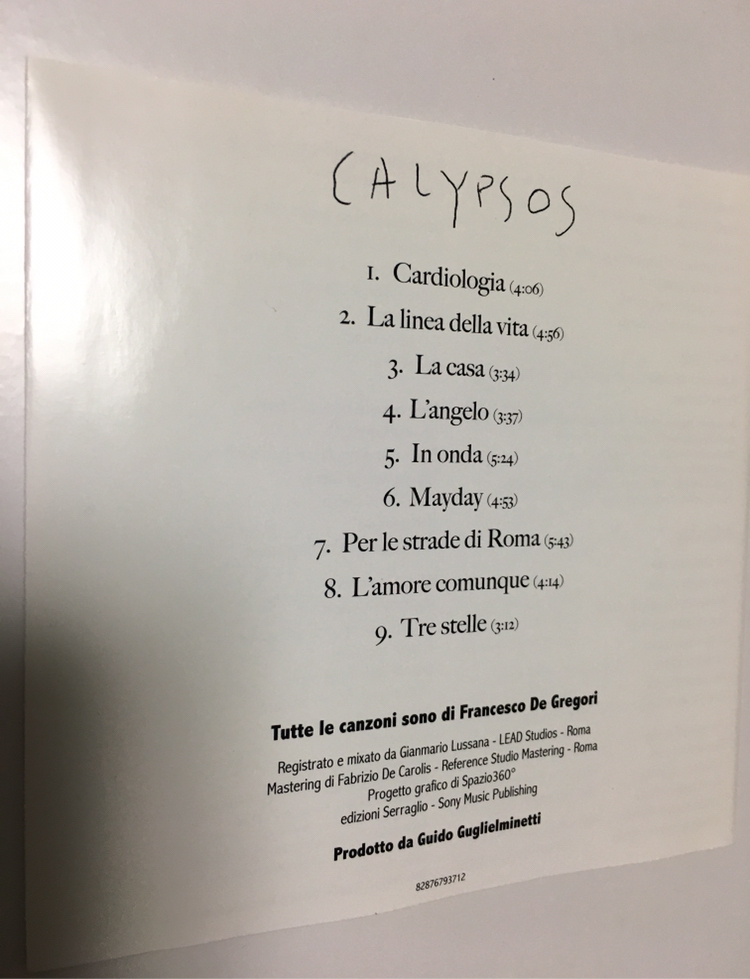 CALYPSOS
1. Cardiologia (4:06)
2. La linea della vita (4:56)
3. La casa (3:34)
4. L'angelo (3:37)
5. In onda (5:24)
6. Mayday (4:53)
7. Per le strade di Roma (5:43)
8. L'amore comunque (4:14)
9. Tre stelle (3:12)
Tutte le canzoni sono di Francesco De Gregori
Registrato e mixato da Gianmario Lussana - LEAD Studios - Roma
Mastering di Fabrizio De Carolis - Reference Studio Mastering - Roma
Progetto grafico di Spazio360°
edizioni Serraglio - Sony Music Publishing
Prodotto da Guido Guglielminetti
82876793712